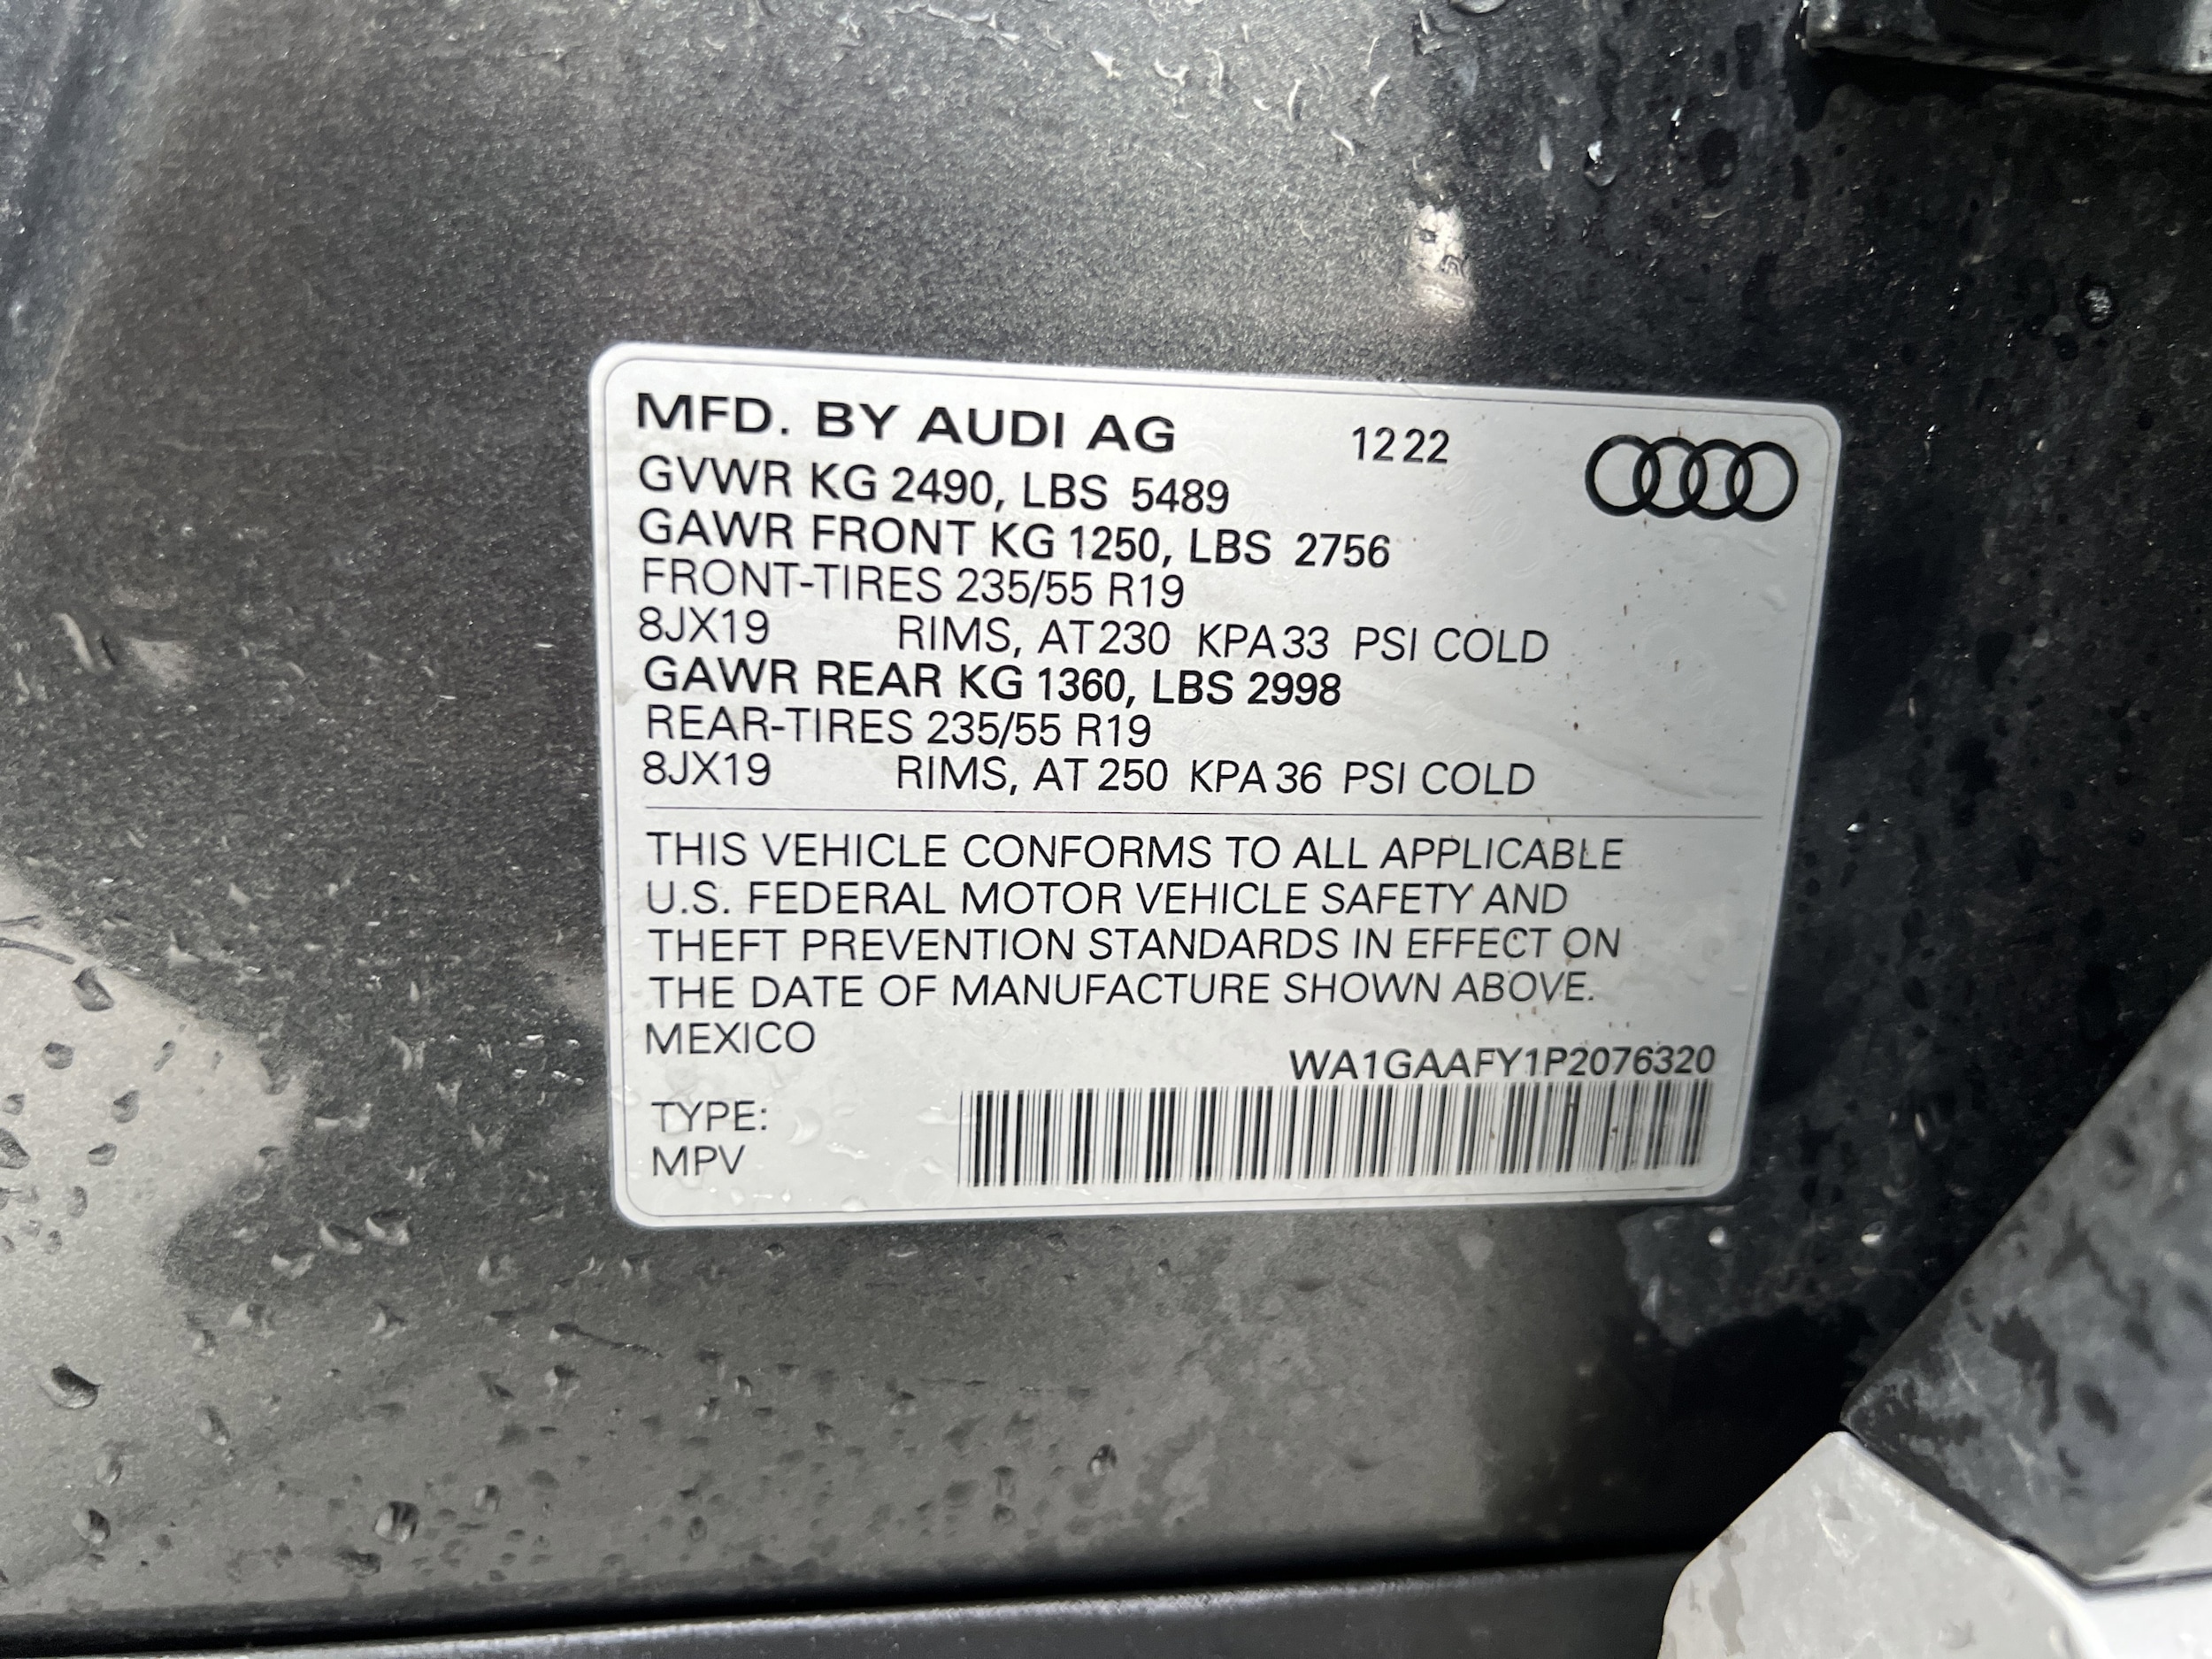 MFD. BY AUDI AG 1222
GVWR KG 2490, LBS 5489
GAWR FRONT KG 1250, LBS 2756
FRONT-TIRES 235/55 R19
8JX19 RIMS, AT 230 KPA 33 PSI COLD
GAWR REAR KG 1360, LBS 2998
REAR-TIRES 235/55 R19
8JX19 RIMS, AT 250 KPA 36 PSI COLD
THIS VEHICLE CONFORMS TO ALL APPLICABLE
U.S. FEDERAL MOTOR VEHICLE SAFETY AND
THEFT PREVENTION STANDARDS IN EFFECT ON
THE DATE OF MANUFACTURE SHOWN ABOVE.
MEXICO
WA1GAAFY1P2076320
TYPE:
MPV